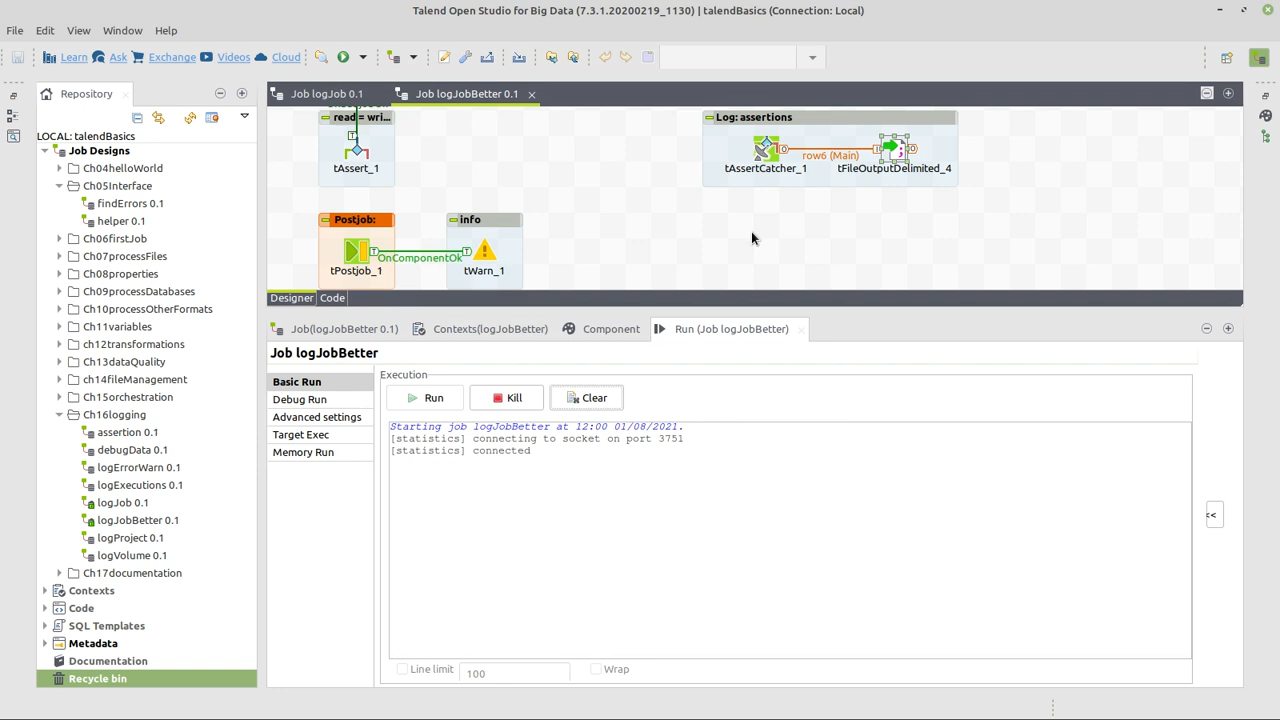 Talend Open Studio for Big Data (7.3.1.20200219_1130) | talendBasics (Connection: Local)
File Edit View Window Help
Learn Ask Exchange Videos Cloud
Repository
LOCAL: talendBasics
Job Designs
Ch04helloWorld
Ch05Interface
findErrors 0.1
helper 0.1
Ch06firstJob
Ch07processFiles
Ch08properties
Ch09processDatabases
Ch10processOtherFormats
Ch11variables
ch12transformations
Ch13dataQuality
ch14fileManagement
Ch15orchestration
Ch16logging
assertion 0.1
debugData 0.1
logErrorWarn 0.1
logExecutions 0.1
logJob 0.1
logJobBetter 0.1
logProject 0.1
logVolume 0.1
Ch17documentation
Contexts
Code
SQL Templates
Metadata
Documentation
Recycle bin
Job logJob 0.1
Job logJobBetter 0.1
read = wri...
tAssert_1
Log: assertions
row6 (Main)
tAssertCatcher_1
tFileOutputDelimited_4
Postjob:
info
OnComponentOk
tPostjob_1
tWarn_1
Designer Code
Job(logJobBetter 0.1)
Contexts(logJobBetter)
Component
Run (Job logJobBetter)
Job logJobBetter
Basic Run
Debug Run
Advanced settings
Target Exec
Memory Run
Execution
Run
Kill
Clear
Starting job logJobBetter at 12:00 01/08/2021.
[statistics] connecting to socket on port 3751
[statistics] connected
<<
Line limit 100 Wrap